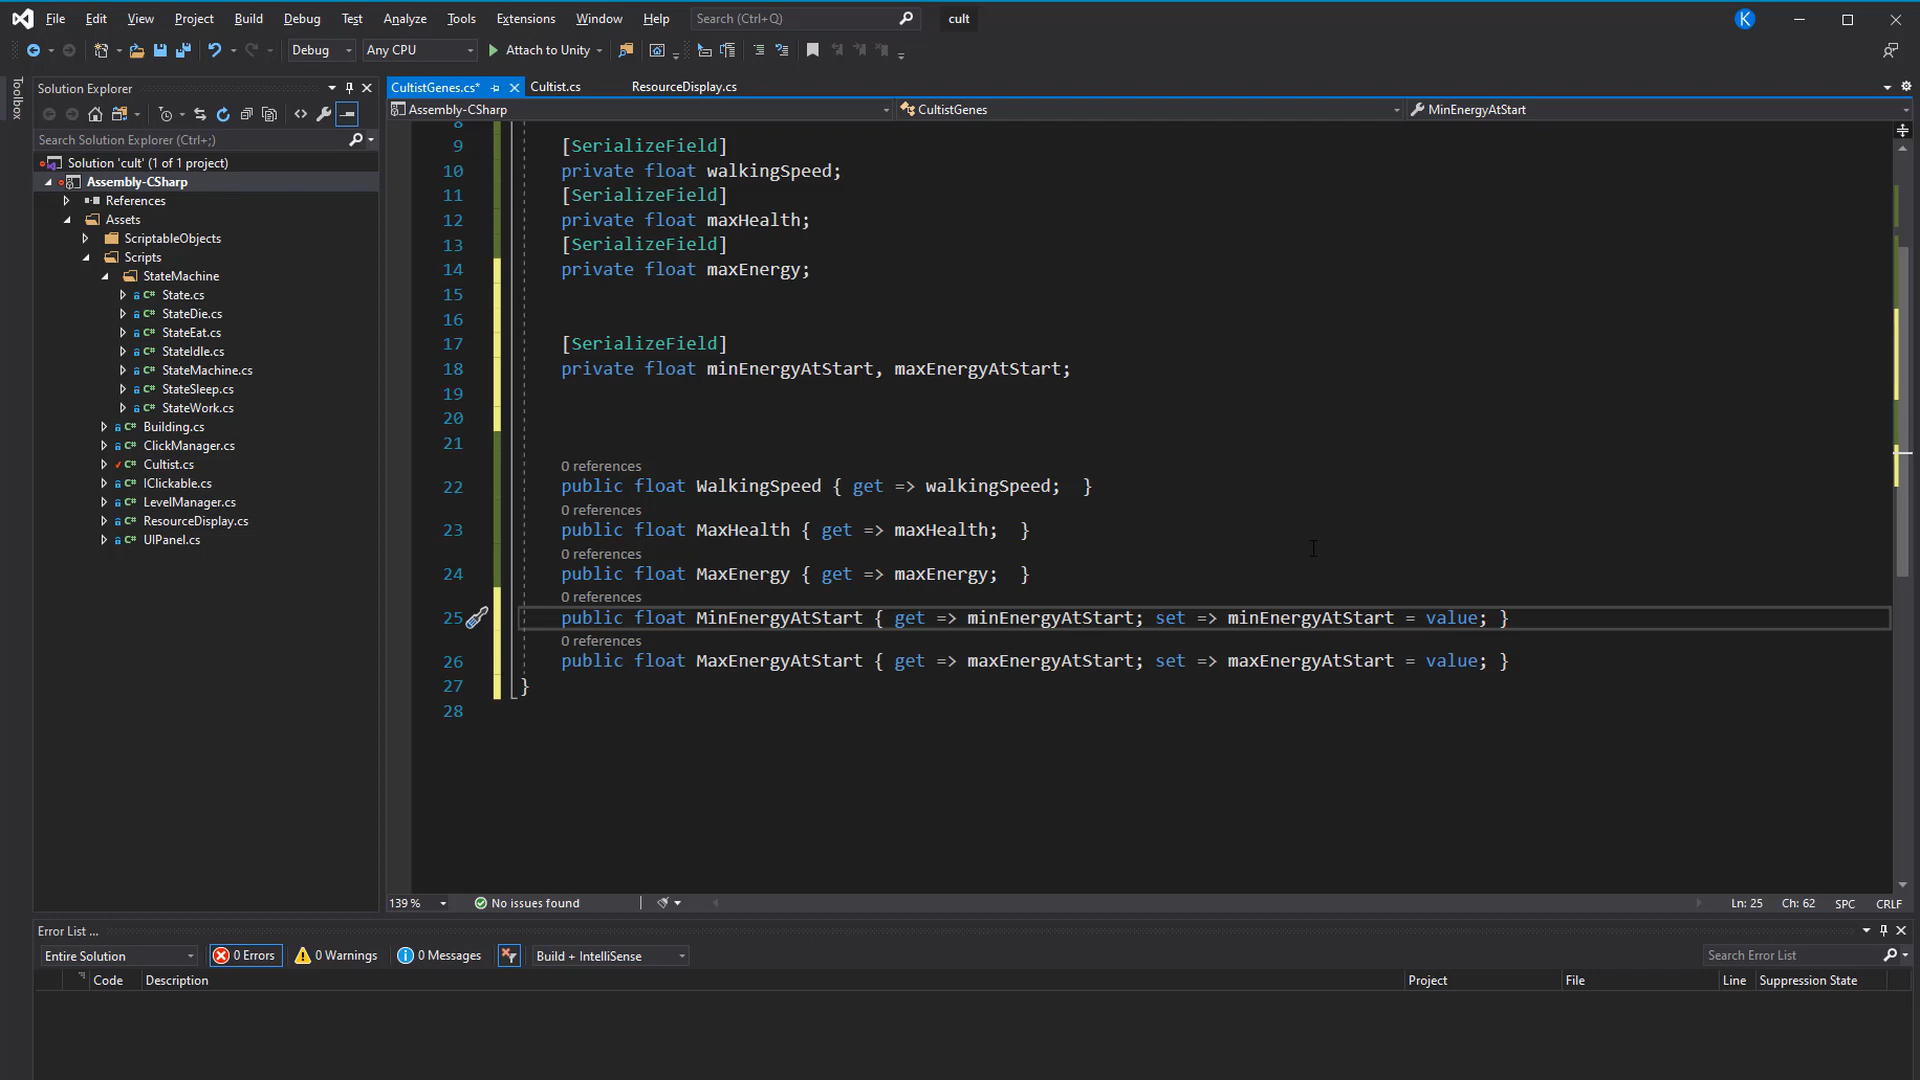 File Edit View Project Build Debug Test Analyze Tools Extensions Window Help Search (Ctrl+Q) cult K
Debug Any CPU Attach to Unity
Toolbox
Solution Explorer
Search Solution Explorer (Ctrl+;)
Solution 'cult' (1 of 1 project)
Assembly-CSharp
References
Assets
ScriptableObjects
Scripts
StateMachine
C# State.cs
C# StateDie.cs
C# StateEat.cs
C# StateIdle.cs
C# StateMachine.cs
C# StateSleep.cs
C# StateWork.cs
C# Building.cs
C# ClickManager.cs
C# Cultist.cs
C# IClickable.cs
C# LevelManager.cs
C# ResourceDisplay.cs
C# UIPanel.cs
CultistGenes.cs* Cultist.cs ResourceDisplay.cs
Assembly-CSharp CultistGenes MinEnergyAtStart
8
9 [SerializeField]
10 private float walkingSpeed;
11 [SerializeField]
12 private float maxHealth;
13 [SerializeField]
14 private float maxEnergy;
15
16
17 [SerializeField]
18 private float minEnergyAtStart, maxEnergyAtStart;
19
20
21
0 references
22 public float WalkingSpeed { get => walkingSpeed;  }
0 references
23 public float MaxHealth { get => maxHealth;  }
0 references
24 public float MaxEnergy { get => maxEnergy;  }
0 references
25 public float MinEnergyAtStart { get => minEnergyAtStart; set => minEnergyAtStart = value; }
0 references
26 public float MaxEnergyAtStart { get => maxEnergyAtStart; set => maxEnergyAtStart = value; }
27 }
28
139 % No issues found Ln: 25 Ch: 62 SPC CRLF
Error List ...
Entire Solution 0 Errors 0 Warnings 0 Messages Build + IntelliSense Search Error List
Code Description Project File Line Suppression State